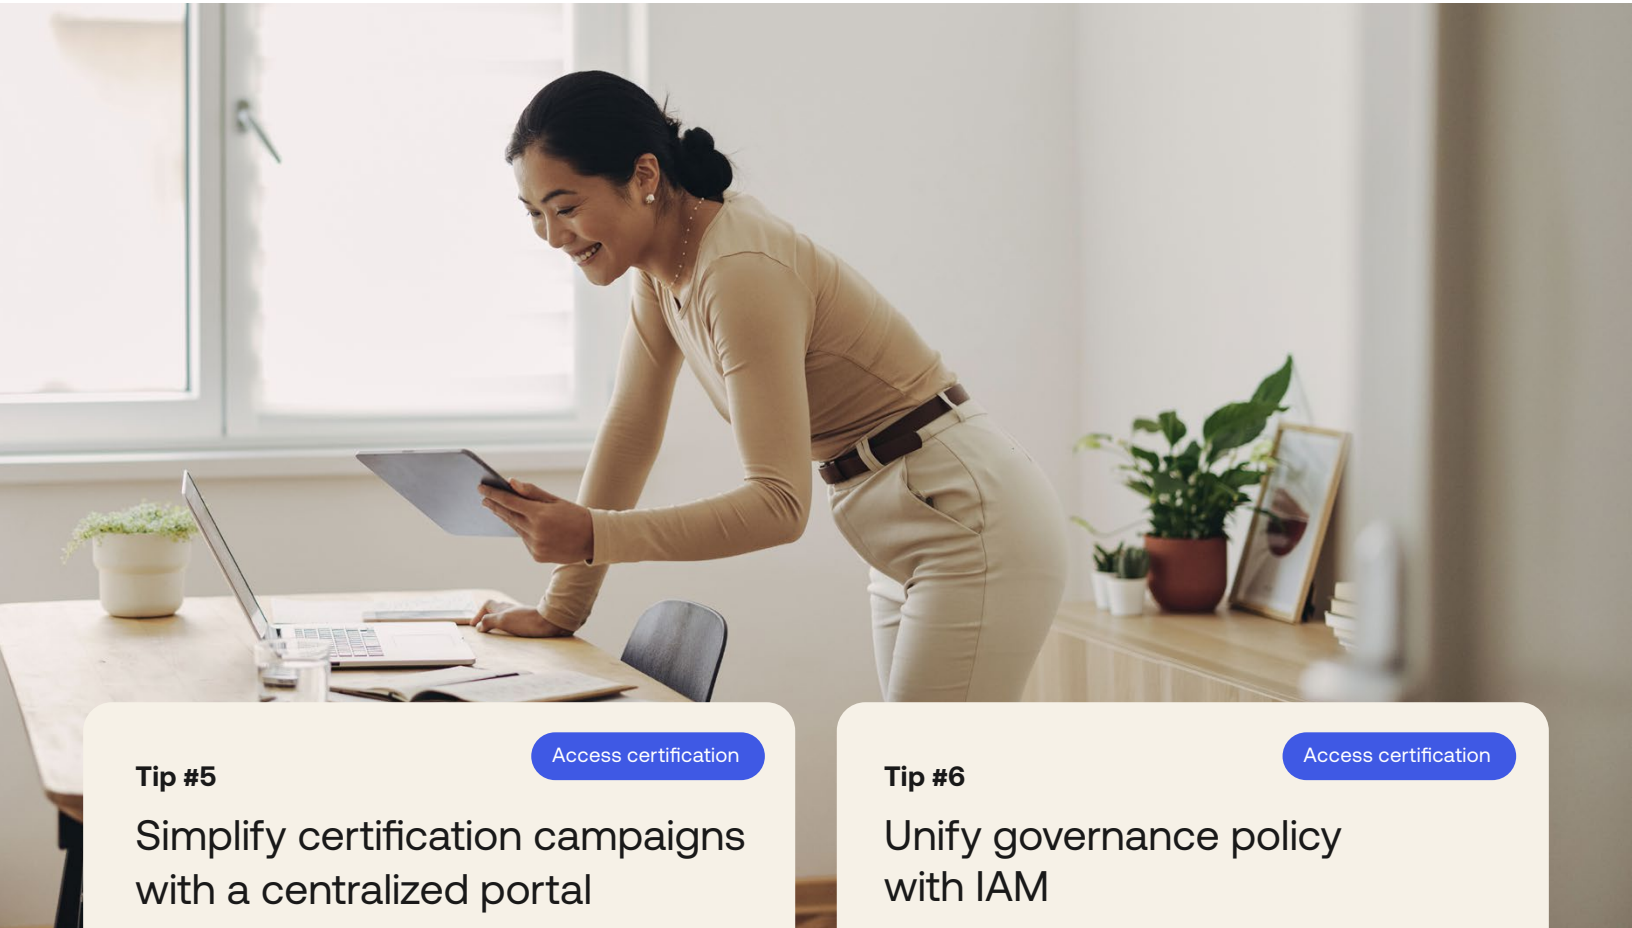 Access certification
Tip #5
Simplify certification campaigns
with a centralized portal
Access certification
Tip #6
Unify governance policy
with IAM